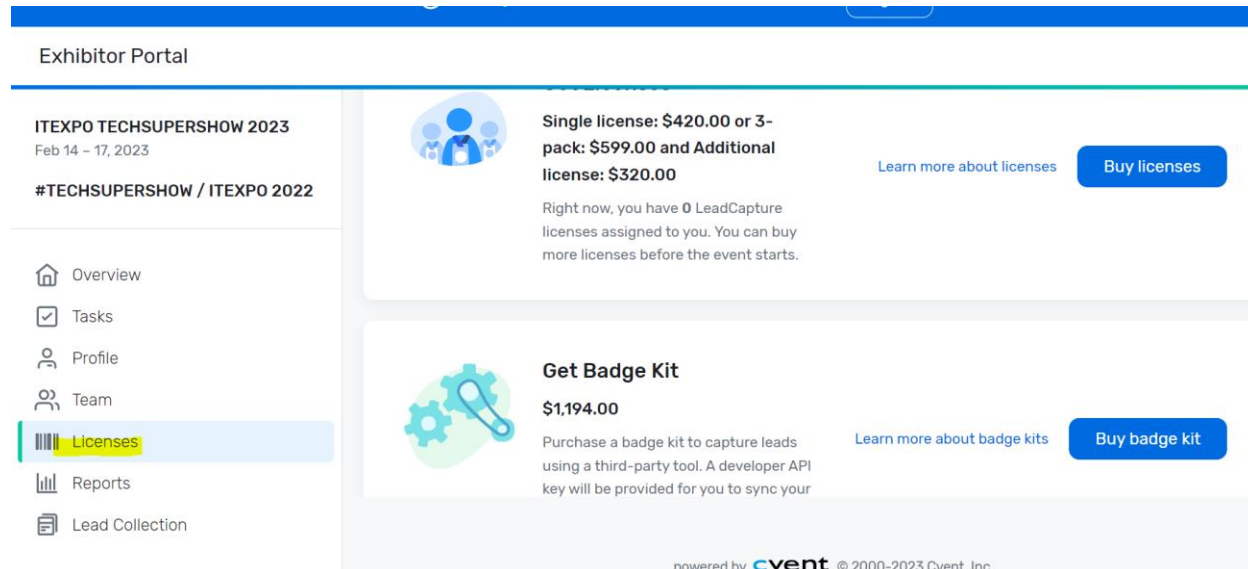 Exhibitor Portal
ITEXPO TECHSUPERSHOW 2023
Feb 14 – 17, 2023
#TECHSUPERSHOW / ITEXPO 2022
Overview
Tasks
Profile
Team
Licenses
Reports
Lead Collection
Single license: $420.00 or 3-
pack: $599.00 and Additional
license: $320.00
Right now, you have 0 LeadCapture
licenses assigned to you. You can buy
more licenses before the event starts.
Learn more about licenses
Buy licenses
Get Badge Kit
$1,194.00
Purchase a badge kit to capture leads
using a third-party tool. A developer API
key will be provided for you to sync your
Learn more about badge kits
Buy badge kit
powered by cvent © 2000-2023 Cvent, Inc